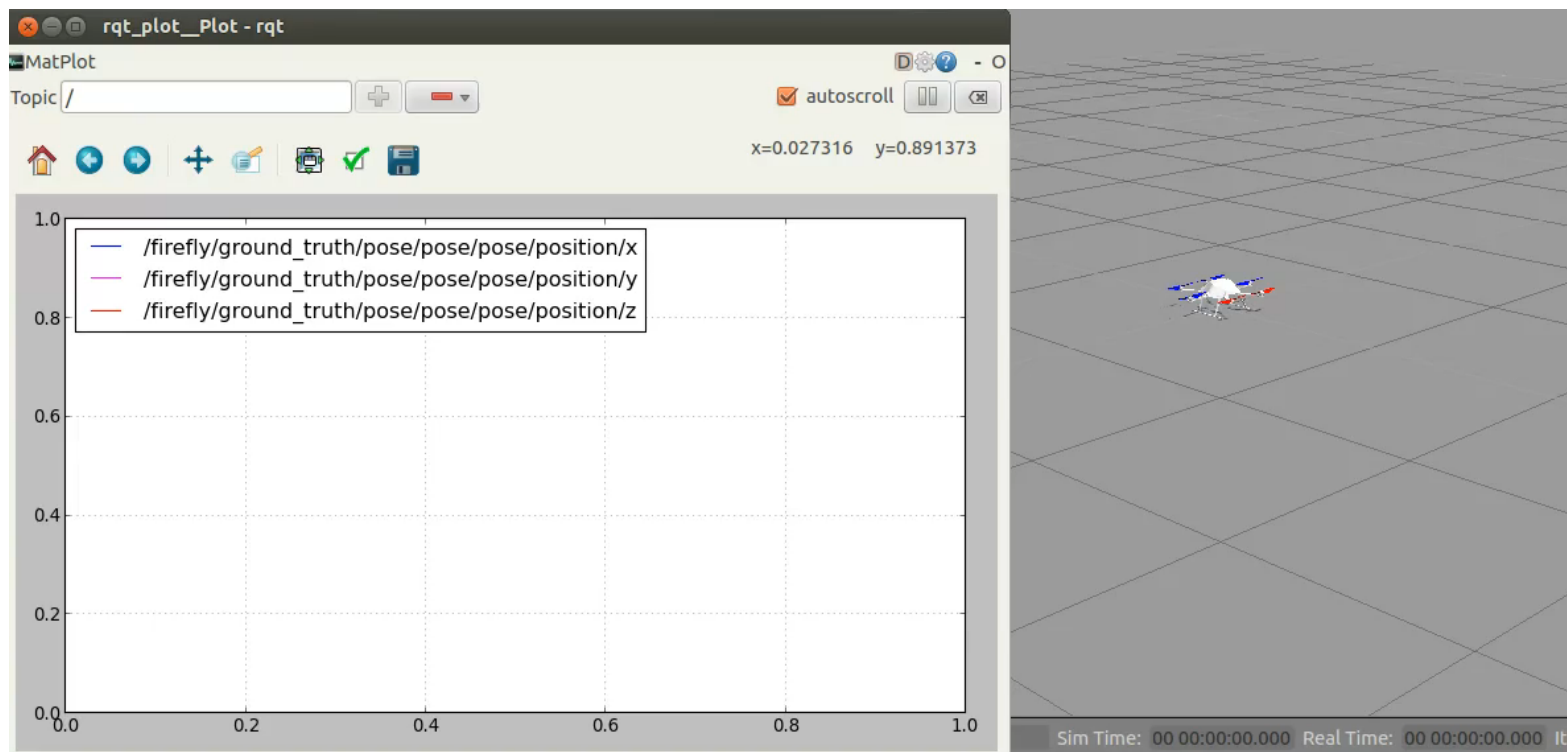 rqt_plot__Plot - rqt
MatPlot
D
- O
Topic /
autoscroll
x=0.027316 y=0.891373
1.0
/firefly/ground_truth/pose/pose/pose/position/x
/firefly/ground_truth/pose/pose/pose/position/y
/firefly/ground_truth/pose/pose/pose/position/z
0.8
0.6
0.4
0.2
0.0
0.0 0.2 0.4 0.6 0.8 1.0
Sim Time: 00 00:00:00.000 Real Time: 00 00:00:00.000